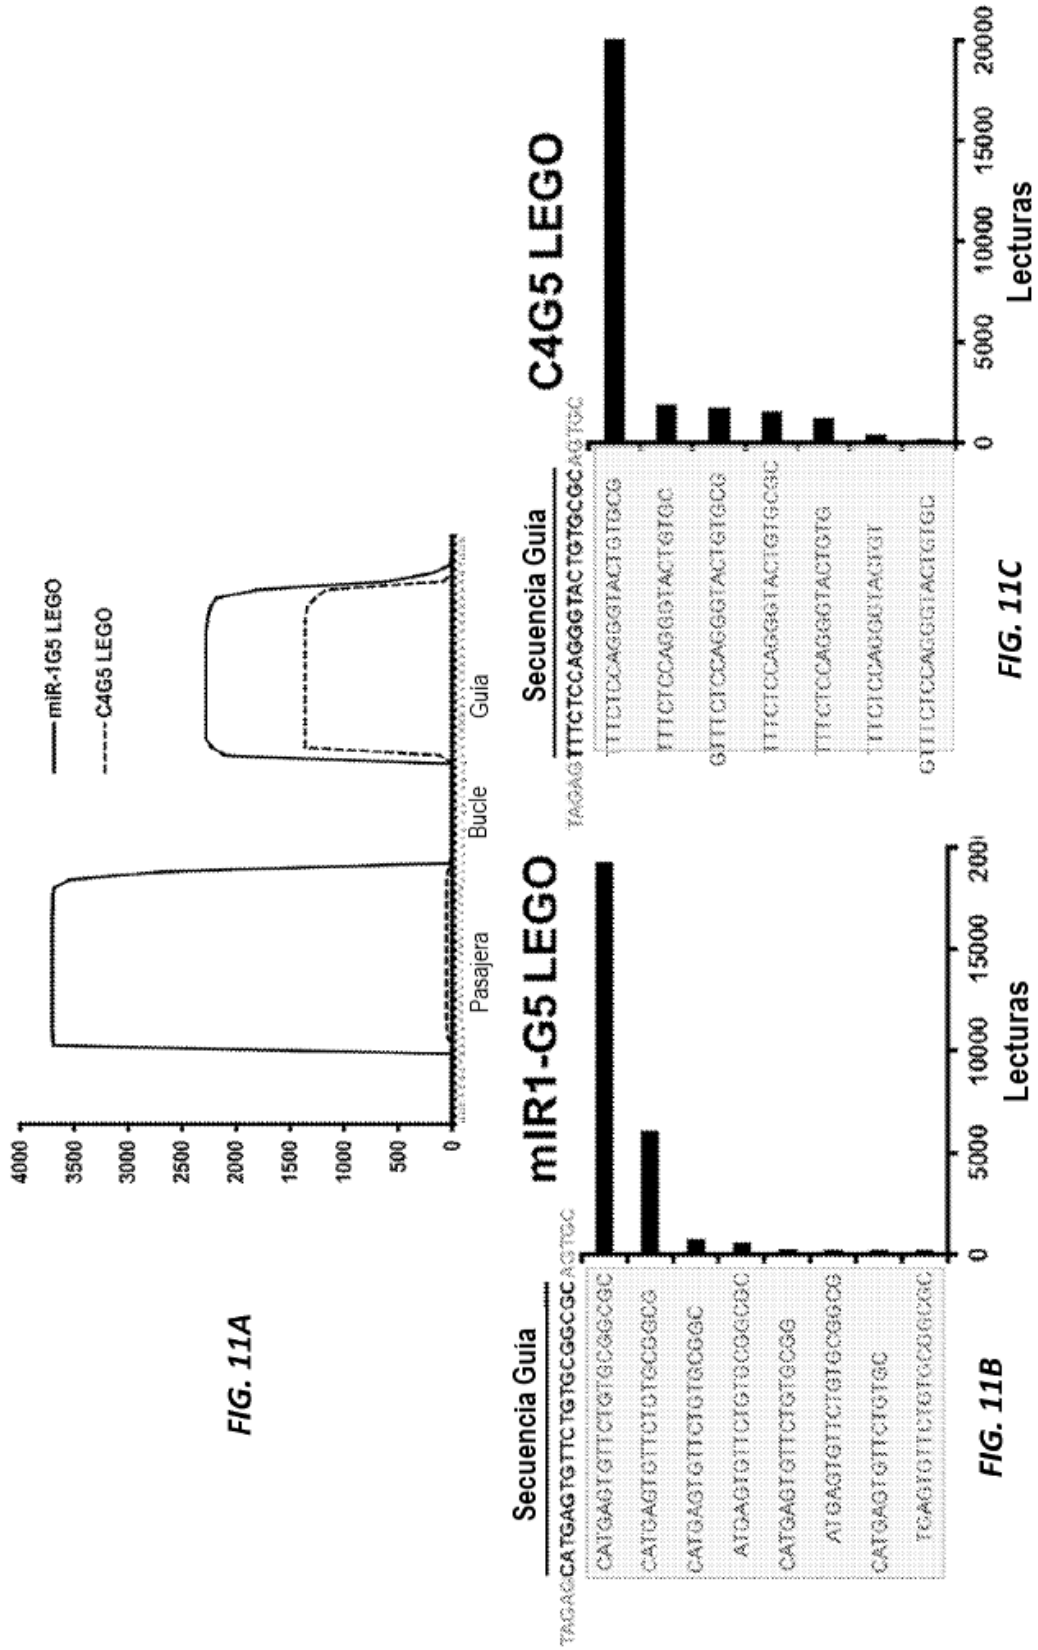 4000
3500
3000
2500
2000
1500
1000
500
0
miR-1G5 LEGO
C4G5 LEGO
Pasajera
Bucle
Guía
FIG. 11A
mIR1-G5 LEGO
Secuencia Guía
TAGAGCATGAGTGTTCTGTGCGGCGCAGTGC
CATGAGTGTTCTGTGCGGCGC
CATGAGTGTTCTGTGCGGCG
CATGAGTGTTCTGTGCGGC
ATGAGTGTTCTGTGCGGCGC
CATGAGTGTTCTGTGCGG
ATGAGTGTTCTGTGCGGCG
CATGAGTGTTCTGTGC
TGAGTGTTCTGTGCGGCGC
0 5000 10000 15000 2000
Lecturas
FIG. 11B
C4G5 LEGO
Secuencia Guía
TAGAGTTTCTCCAGGGTACTGTGCGCAGTGC
TTTCTCCAGGGTACTGTGCG
TTTCTCCAGGGTACTGTGC
GTTTCTCCAGGGTACTGTGCG
TTTCTCCAGGGTACTGTGCGC
TTTCTCCAGGGTACTGTG
TTTCTCCAGGGTACTGT
GTTTCTCCAGGGTACTGTGC
0 5000 10000 15000 20000
Lecturas
FIG. 11C